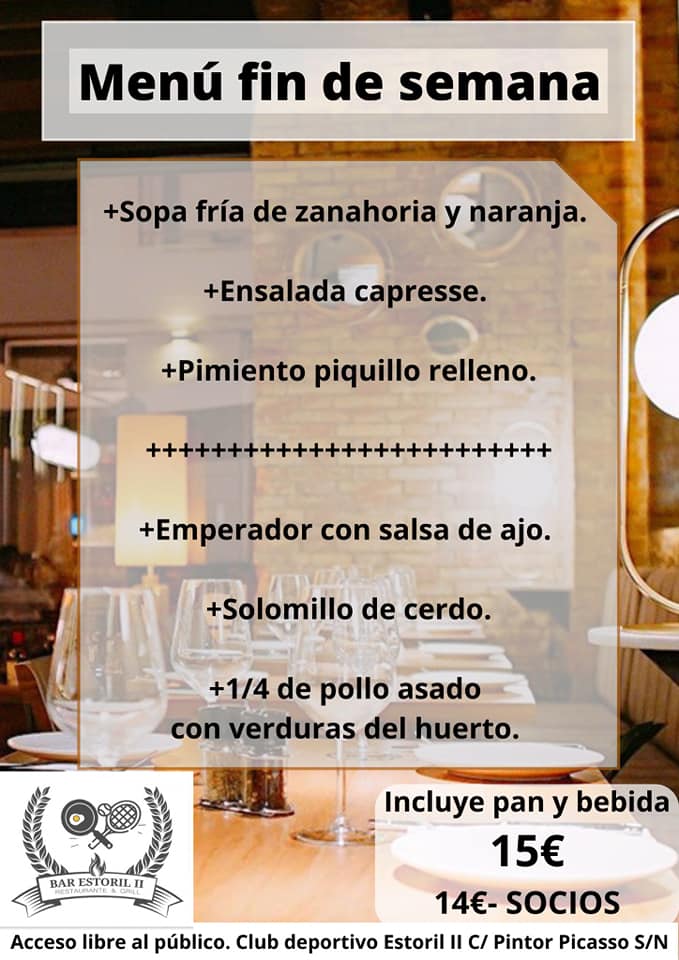 Menú fin de semana
+Sopa fría de zanahoria y naranja.
+Ensalada capresse.
+Pimiento piquillo relleno.
+++++++++++++++++++++++++
+Emperador con salsa de ajo.
+Solomillo de cerdo.
+1/4 de pollo asado
con verduras del huerto.
BAR ESTORIL II
RESTAURANTE & GRILL
Incluye pan y bebida
15€
14€- SOCIOS
Acceso libre al público. Club deportivo Estoril II C/ Pintor Picasso S/N